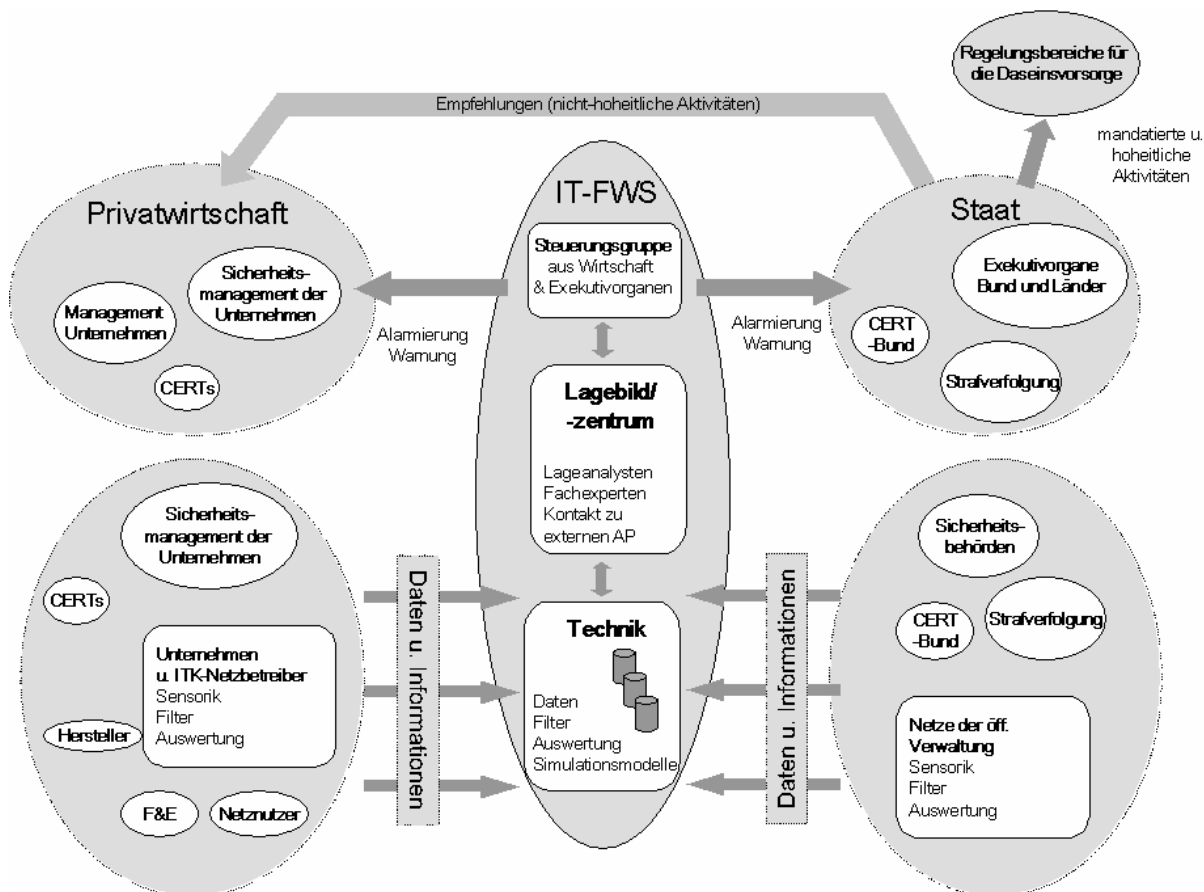 Regelungsbereiche für
die Daseinsvorsorge
Empfehlungen (nicht-hoheitliche Aktivitäten)
mandatierte u.
hoheitliche
Aktivitäten
Privatwirtschaft
Sicherheits-
management der
Unternehmen
Management
Unternehmen
CERTs
Alarmierung
Warnung
IT-FWS
Steuerungsgruppe
aus Wirtschaft
& Exekutivorganen
Alarmierung
Warnung
Staat
Exekutivorgane
Bund und Länder
CERT
-Bund
Strafverfolgung
Lagebild/
-zentrum
Lageanalysten
Fachexperten
Kontakt zu
externen AP
Sicherheits-
management der
Unternehmen
CERTs
Unternehmen
u. ITK-Netzbetreiber
Sensorik
Filter
Auswertung
Hersteller
F&E
Netznutzer
Daten u. Informationen
Technik
Daten
Filter
Auswertung
Simulationsmodelle
Daten u. Informationen
Sicherheits-
behörden
CERT
-Bund
Strafverfolgung
Netze der öff.
Verwaltung
Sensorik
Filter
Auswertung